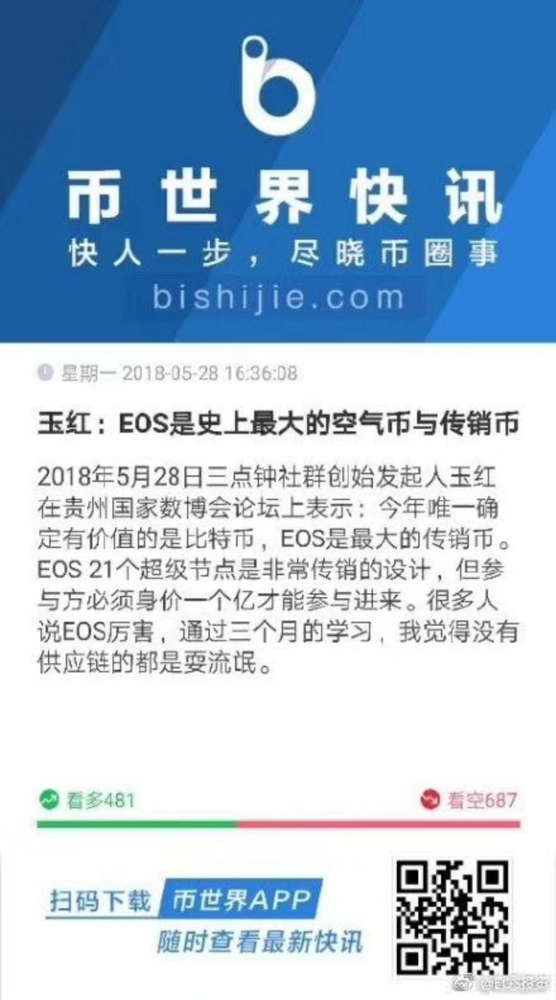 币世界快讯
快人一步，尽晓币圈事
bishijie.com
星期一 2018-05-28 16:36:08
玉红：EOS是史上最大的空气币与传销币
2018年5月28日三点钟社群创始发起人玉红
在贵州国家数博会论坛上表示：今年唯一确
定有价值的是比特币，EOS是最大的传销币。
EOS 21个超级节点是非常传销的设计，但参
与方必须身价一个亿才能参与进来。很多人
说EOS厉害，通过三个月的学习，我觉得没有
供应链的都是耍流氓。
看多481
看空687
扫码下载 币世界APP
随时查看最新快讯